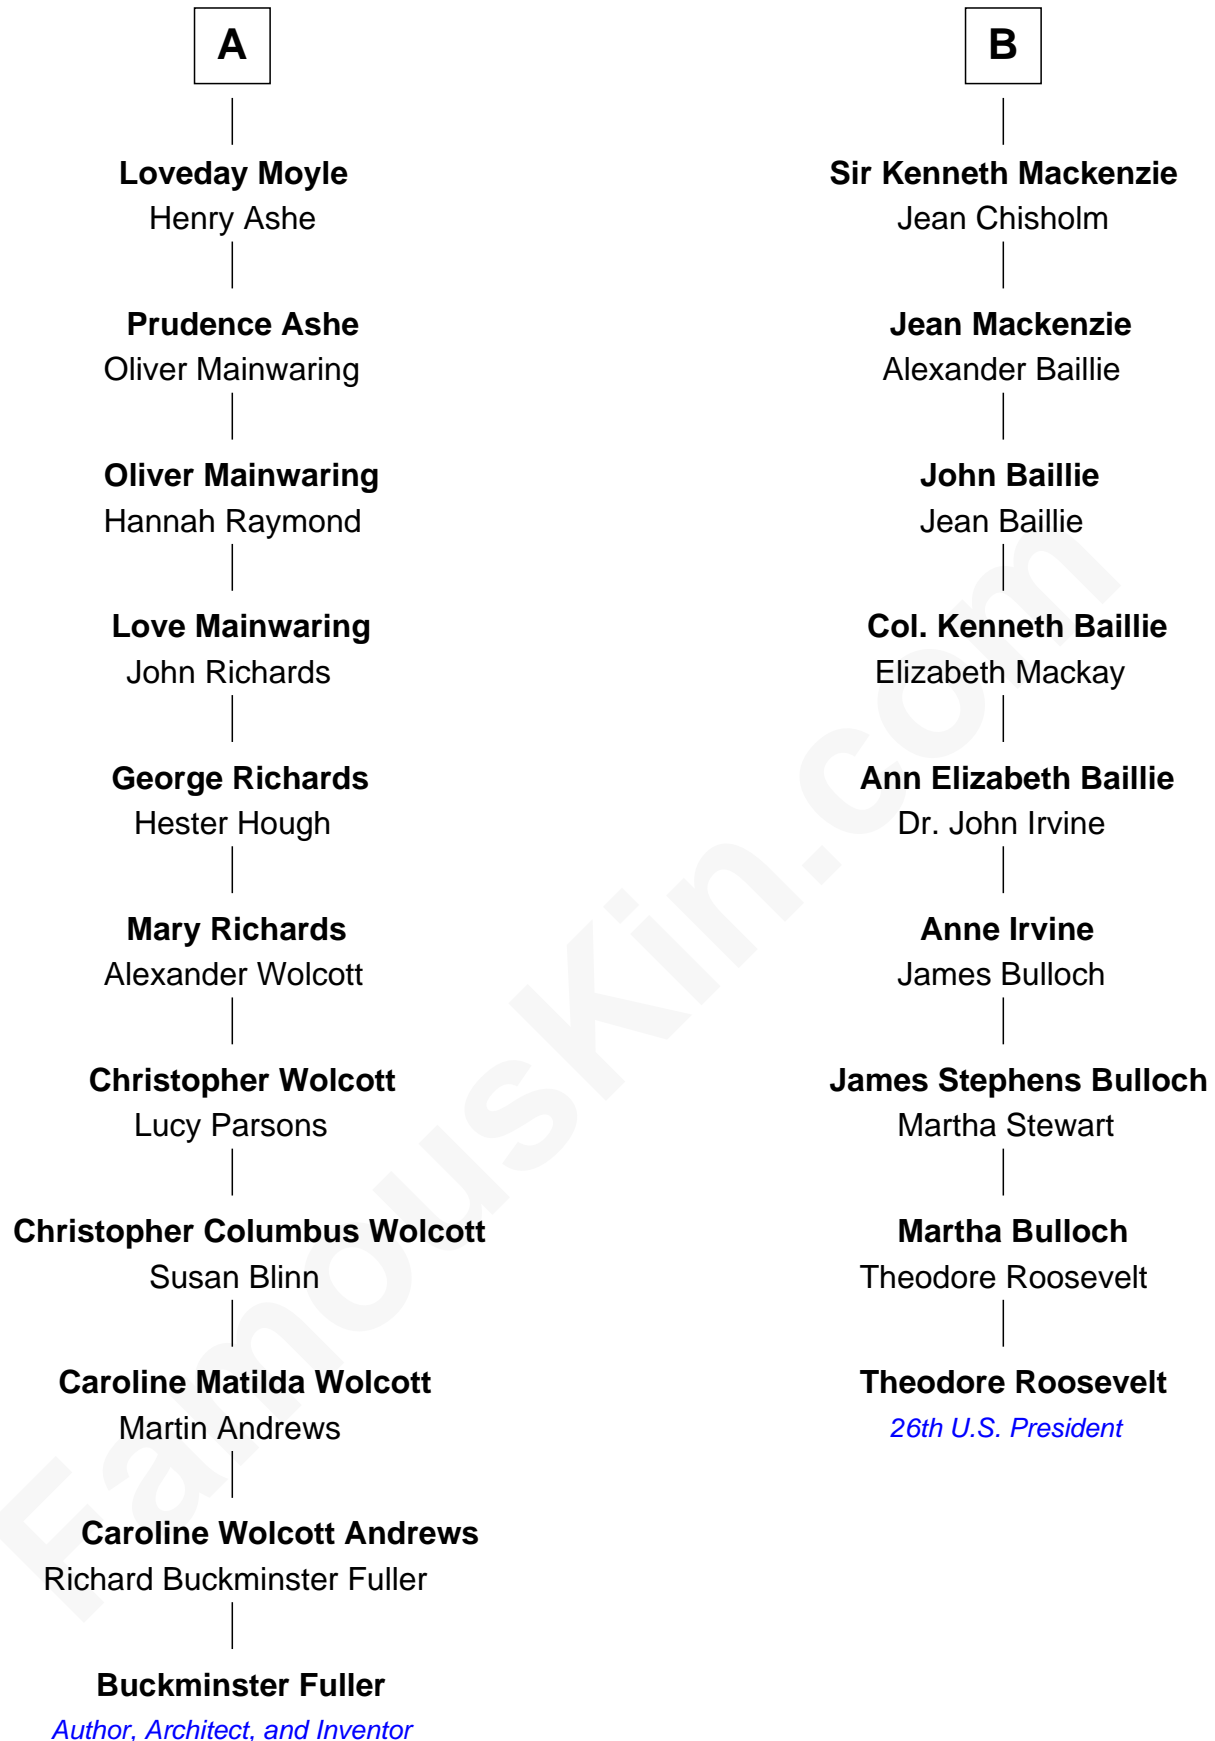 A
Loveday Moyle
Henry Ashe
Prudence Ashe
Oliver Mainwaring
Oliver Mainwaring
Hannah Raymond
Love Mainwaring
John Richards
George Richards
Hester Hough
Mary Richards
Alexander Wolcott
Christopher Wolcott
Lucy Parsons
Christopher Columbus Wolcott
Susan Blinn
Caroline Matilda Wolcott
Martin Andrews
Caroline Wolcott Andrews
Richard Buckminster Fuller
Buckminster Fuller
Author, Architect, and Inventor
B
Sir Kenneth Mackenzie
Jean Chisholm
Jean Mackenzie
Alexander Baillie
John Baillie
Jean Baillie
Col. Kenneth Baillie
Elizabeth Mackay
Ann Elizabeth Baillie
Dr. John Irvine
Anne Irvine
James Bulloch
James Stephens Bulloch
Martha Stewart
Martha Bulloch
Theodore Roosevelt
Theodore Roosevelt
26th U.S. President
FamousKin.com